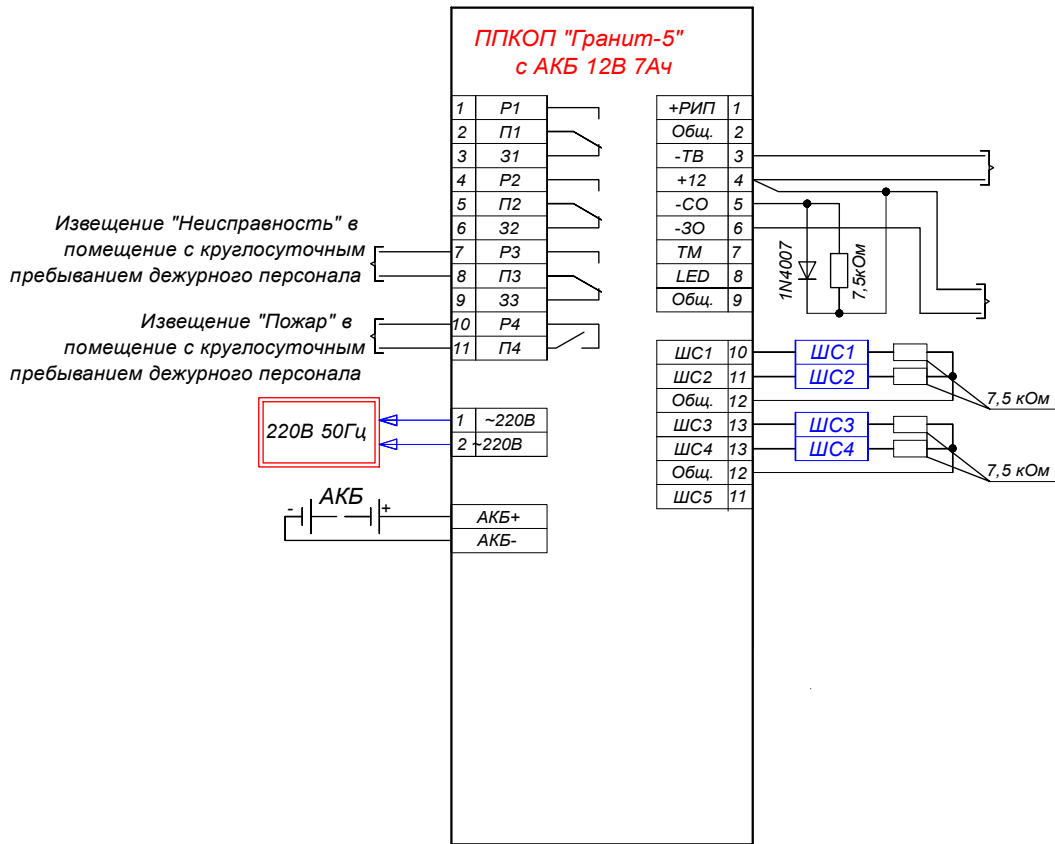 ППКОП "Гранит-5"
с АКБ 12В 7Ач
1 Р1
2 П1
3 З1
4 Р2
5 П2
6 З2
7 Р3
8 П3
9 З3
10 Р4
11 П4
Извещение "Неисправность" в
помещение с круглосуточным
пребыванием дежурного персонала
Извещение "Пожар" в
помещение с круглосуточным
пребыванием дежурного персонала
220В 50Гц
1 ~220В
2 ~220В
АКБ
- +
АКБ+
АКБ-
+РИП 1
Общ. 2
-ТВ 3
+12 4
-СО 5
-ЗО 6
ТМ 7
LED 8
Общ. 9
1N4007
7,5кОм
ШС1 10
ШС2 11
Общ. 12
ШС3 13
ШС4 13
Общ. 12
ШС5 11
ШС1
ШС2
7,5 кОм
ШС3
ШС4
7,5 кОм